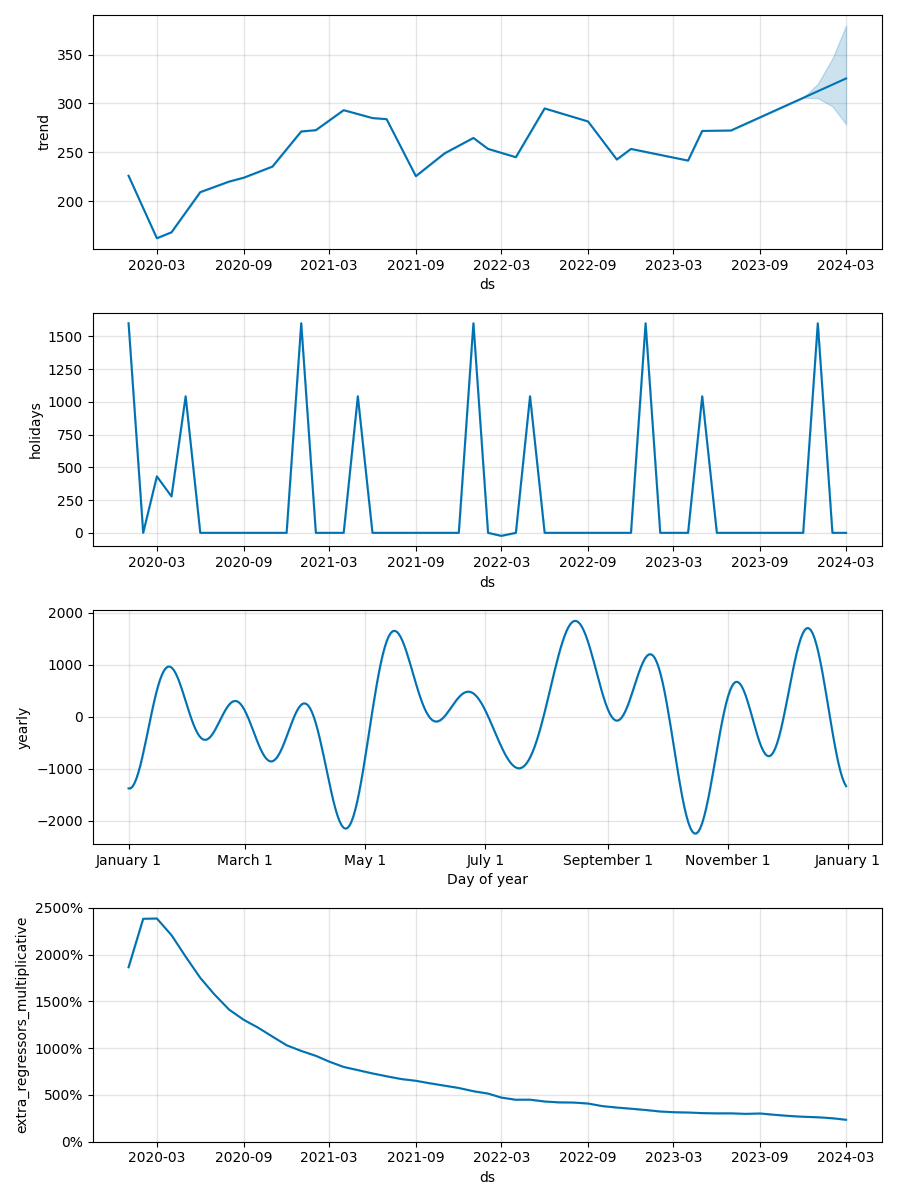 trend
350
300
250
200
2020-03 2020-09 2021-03 2021-09 2022-03 2022-09 2023-03 2023-09 2024-03
ds
holidays
1500
1250
1000
750
500
250
0
2020-03 2020-09 2021-03 2021-09 2022-03 2022-09 2023-03 2023-09 2024-03
ds
yearly
2000
1000
0
−1000
−2000
January 1 March 1 May 1 July 1 September 1 November 1 January 1
Day of year
extra_regressors_multiplicative
2500%
2000%
1500%
1000%
500%
0%
2020-03 2020-09 2021-03 2021-09 2022-03 2022-09 2023-03 2023-09 2024-03
ds